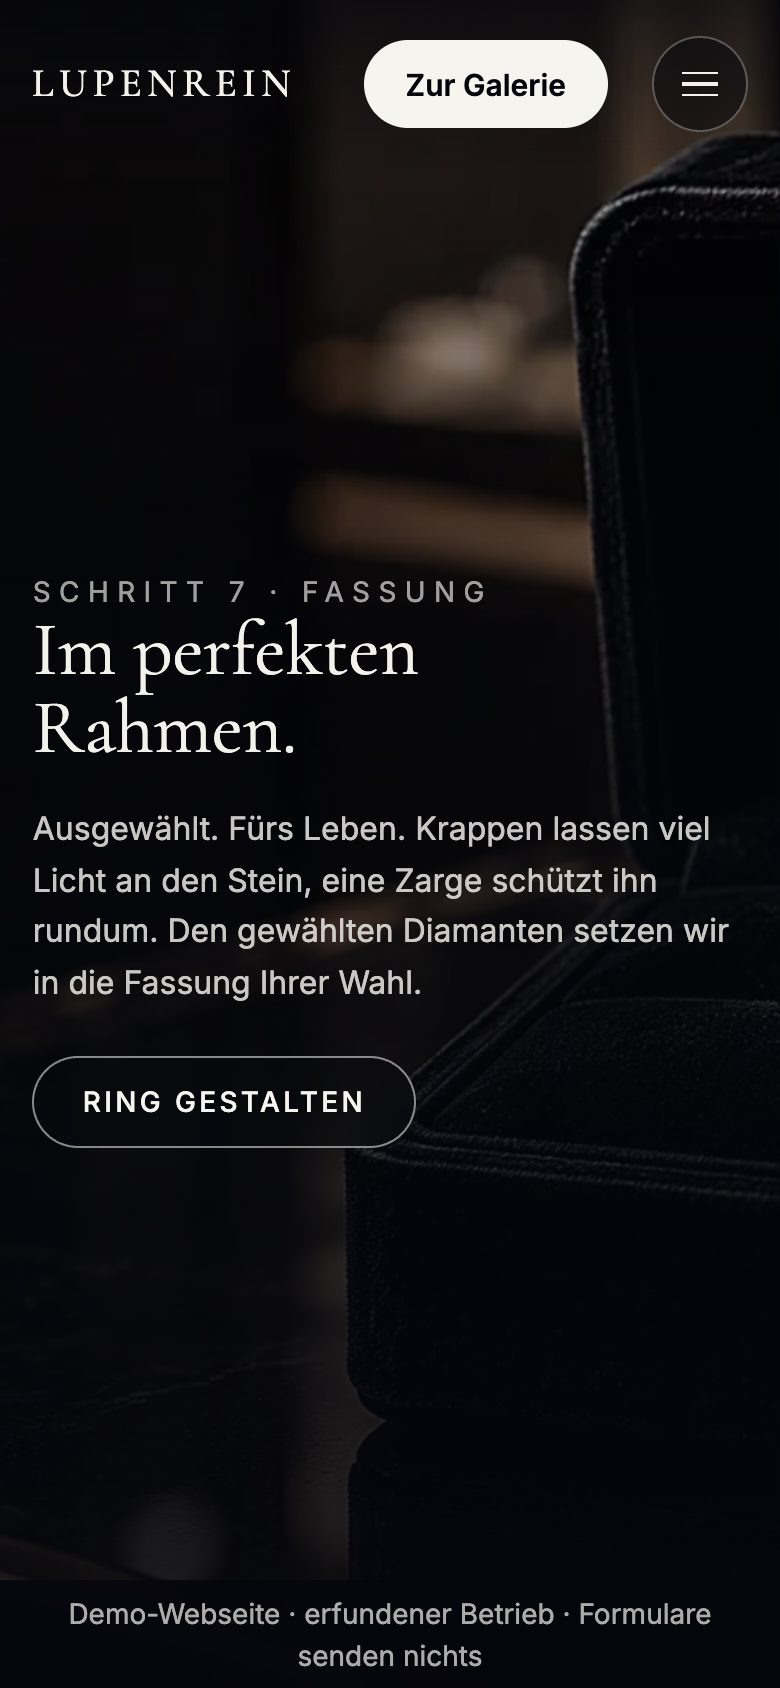 LUPENREIN
Zur Galerie
SCHRITT 7 · FASSUNG
Im perfekten
Rahmen.
Ausgewählt. Fürs Leben. Krappen lassen viel
Licht an den Stein, eine Zarge schützt ihn
rundum. Den gewählten Diamanten setzen wir
in die Fassung Ihrer Wahl.
RING GESTALTEN
Demo-Webseite · erfundener Betrieb · Formulare
senden nichts